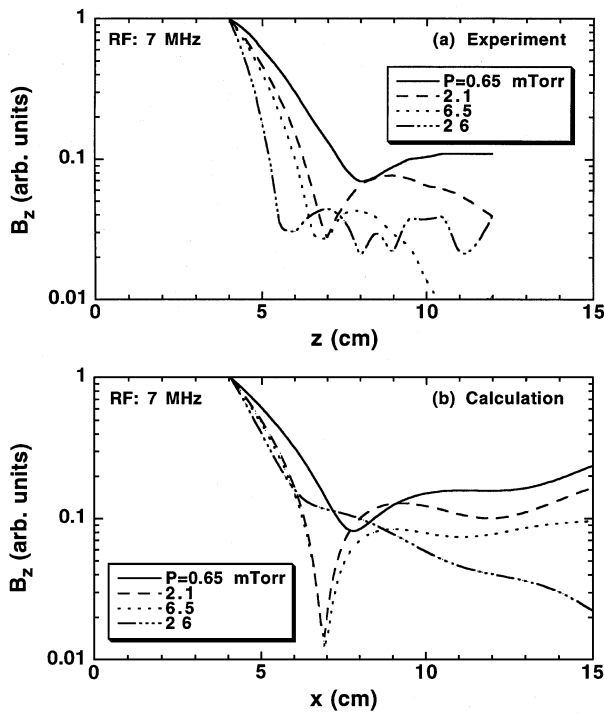 RF: 7 MHz
(a) Experiment
P=0.65 mTorr
2.1
6.5
2 6
1
0.1
0.01
B_z (arb. units)
0
5
10
15
z (cm)
RF: 7 MHz
(b) Calculation
P=0.65 mTorr
2.1
6.5
2 6
1
0.1
0.01
B_z (arb. units)
0
5
10
15
x (cm)